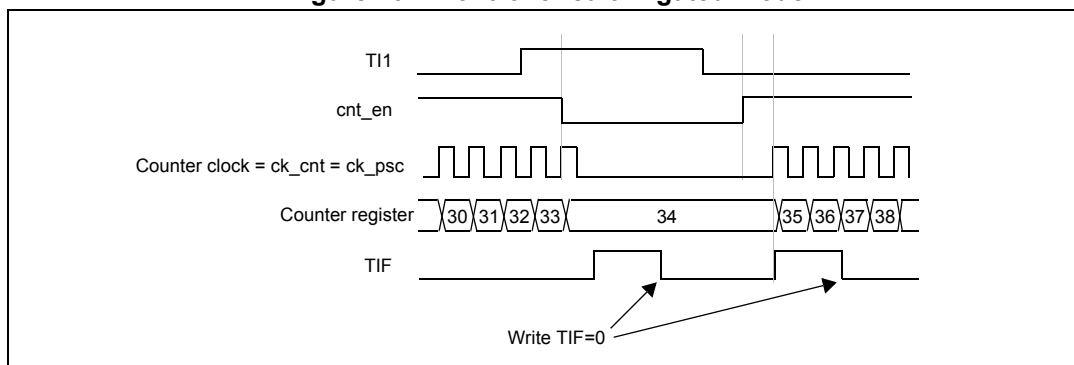 TI1
cnt_en
Counter clock = ck_cnt = ck_psc
Counter register 30 31 32 33 34 35 36 37 38
TIF
Write TIF=0